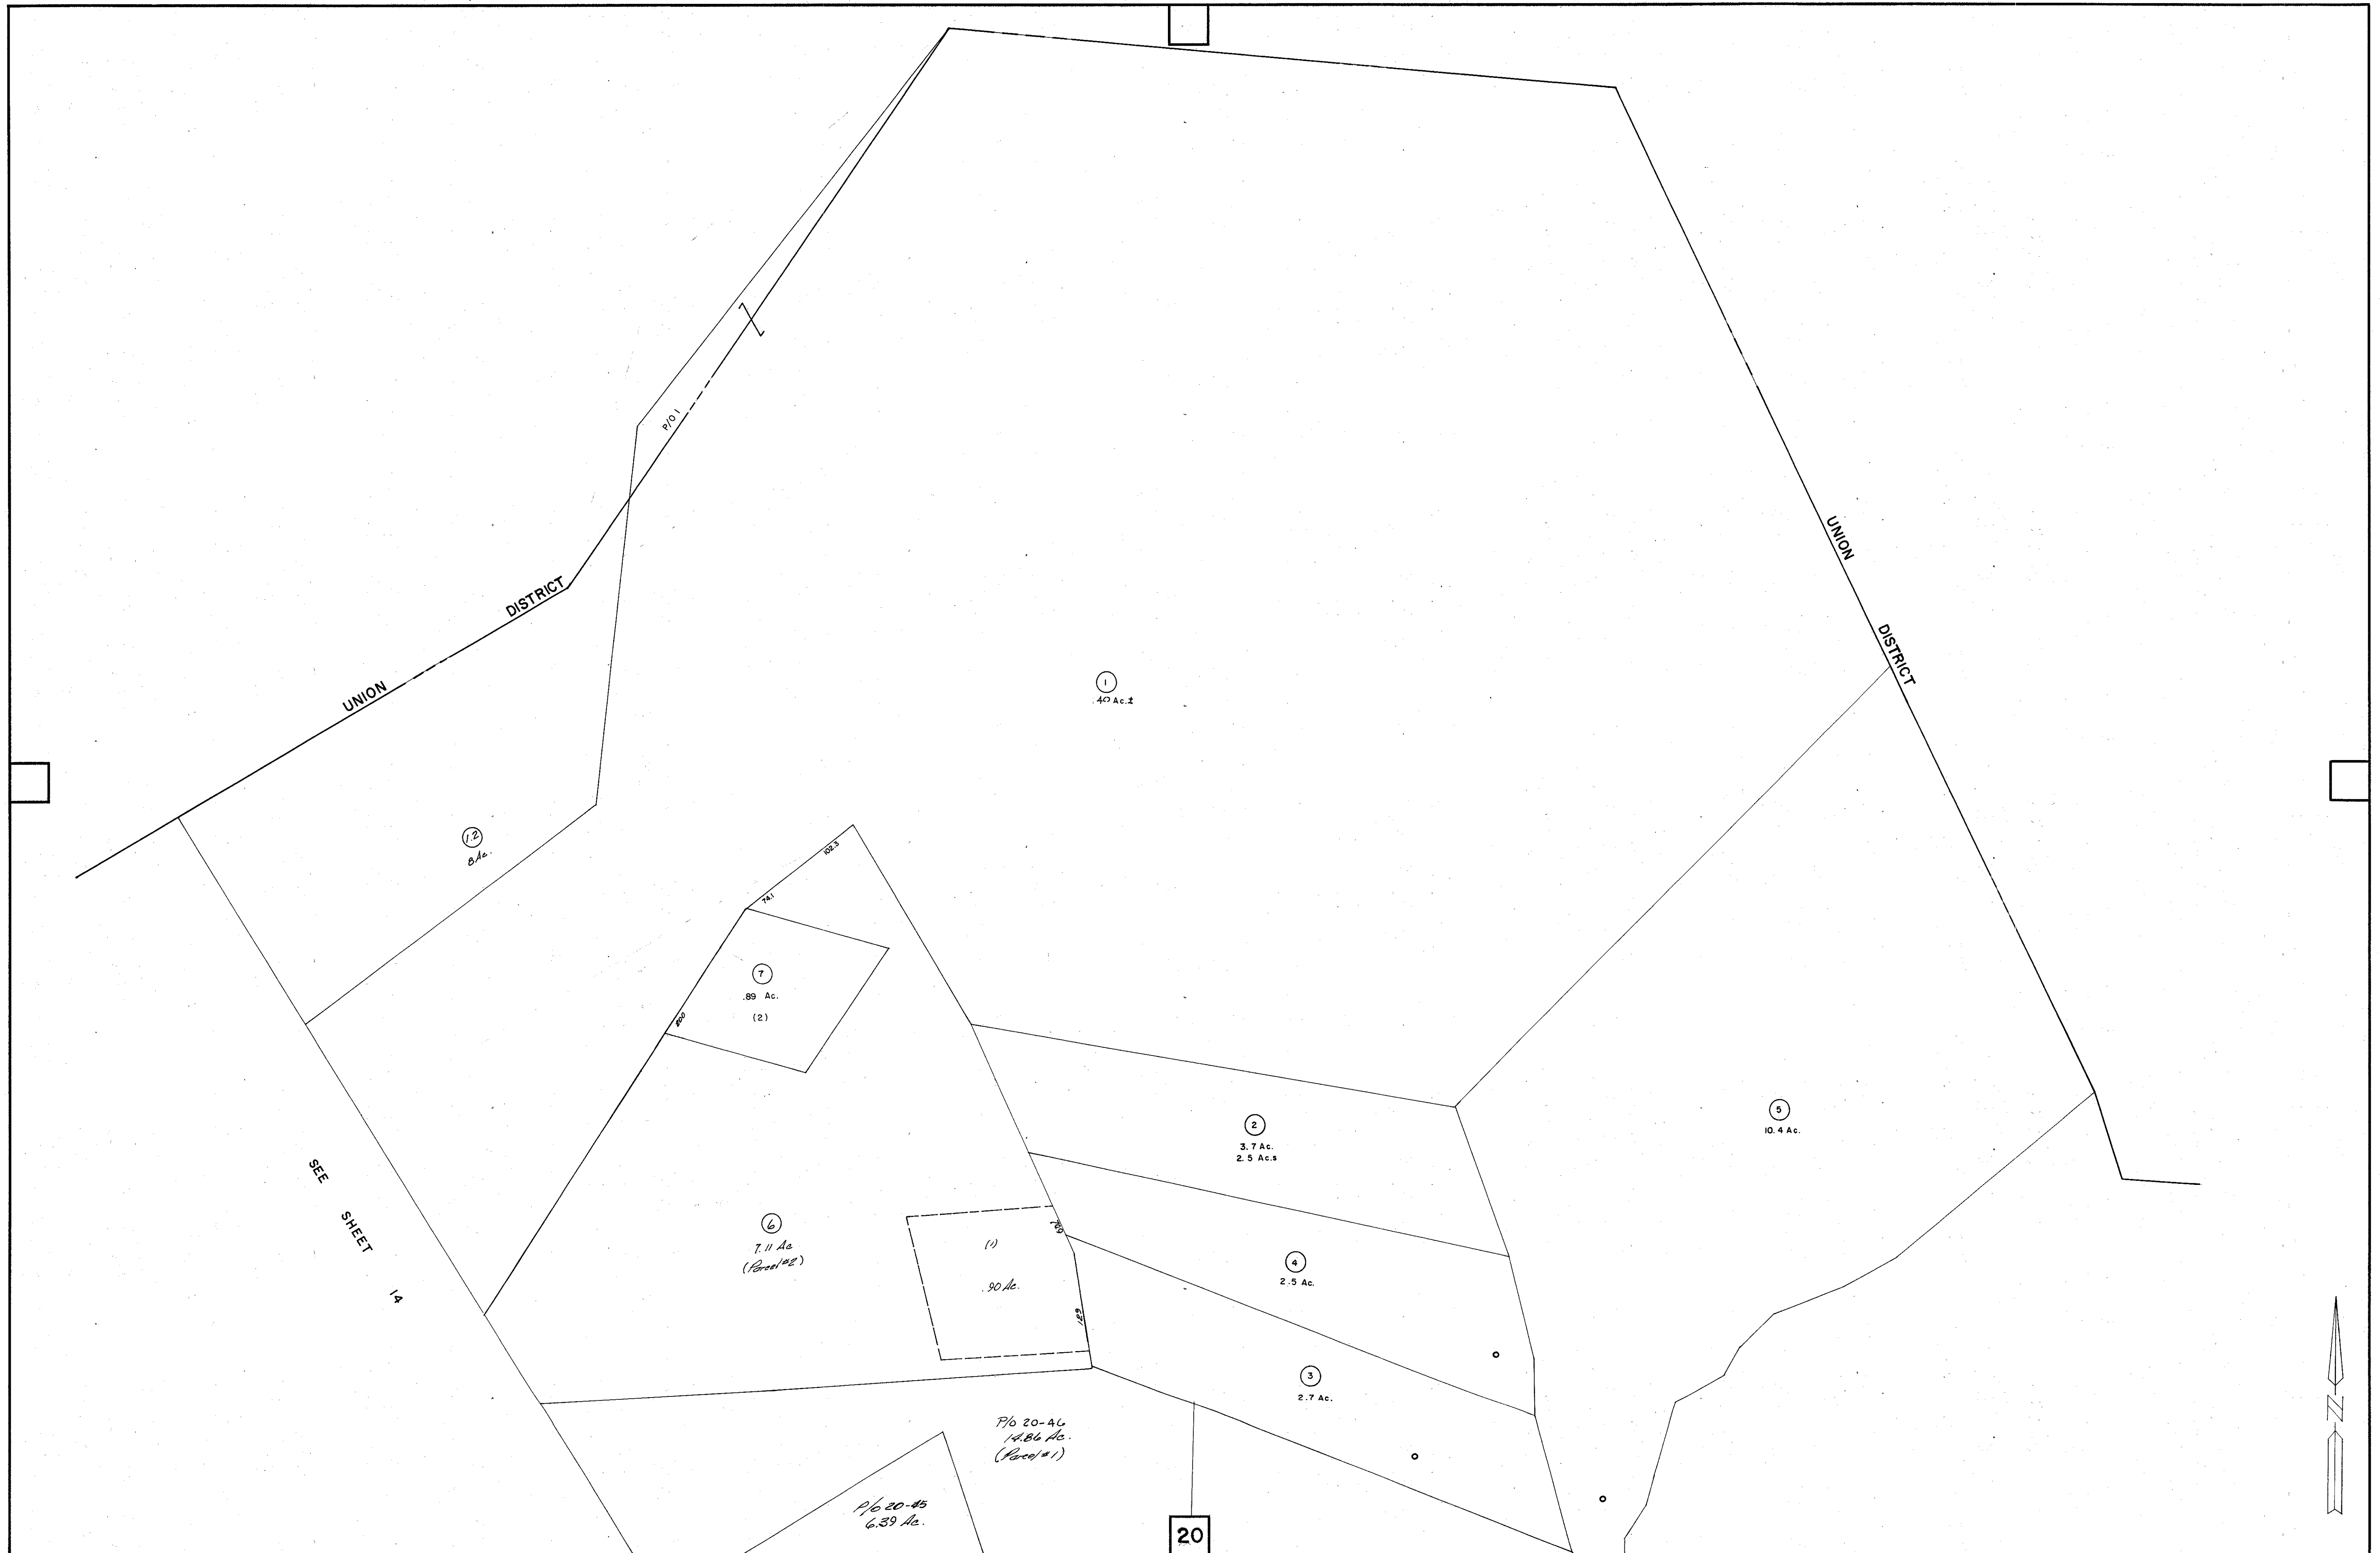 P/O 1
UNION DISTRICT
UNION DISTRICT
1
40 Ac.±
1.2
8 Ac.
102.3
74.1
7
.89 Ac.
(2)
200
2
3.7 Ac.
2.5 Ac.s
5
10.4 Ac.
SEE SHEET 14
6
7.11 Ac
(Parcel #2)
(1)
.90 Ac.
129
4
2.5 Ac.
3
2.7 Ac.
N
P/o 20-46
14.86 Ac.
(Parcel #1)
P/o 20-45
6.39 Ac.
20